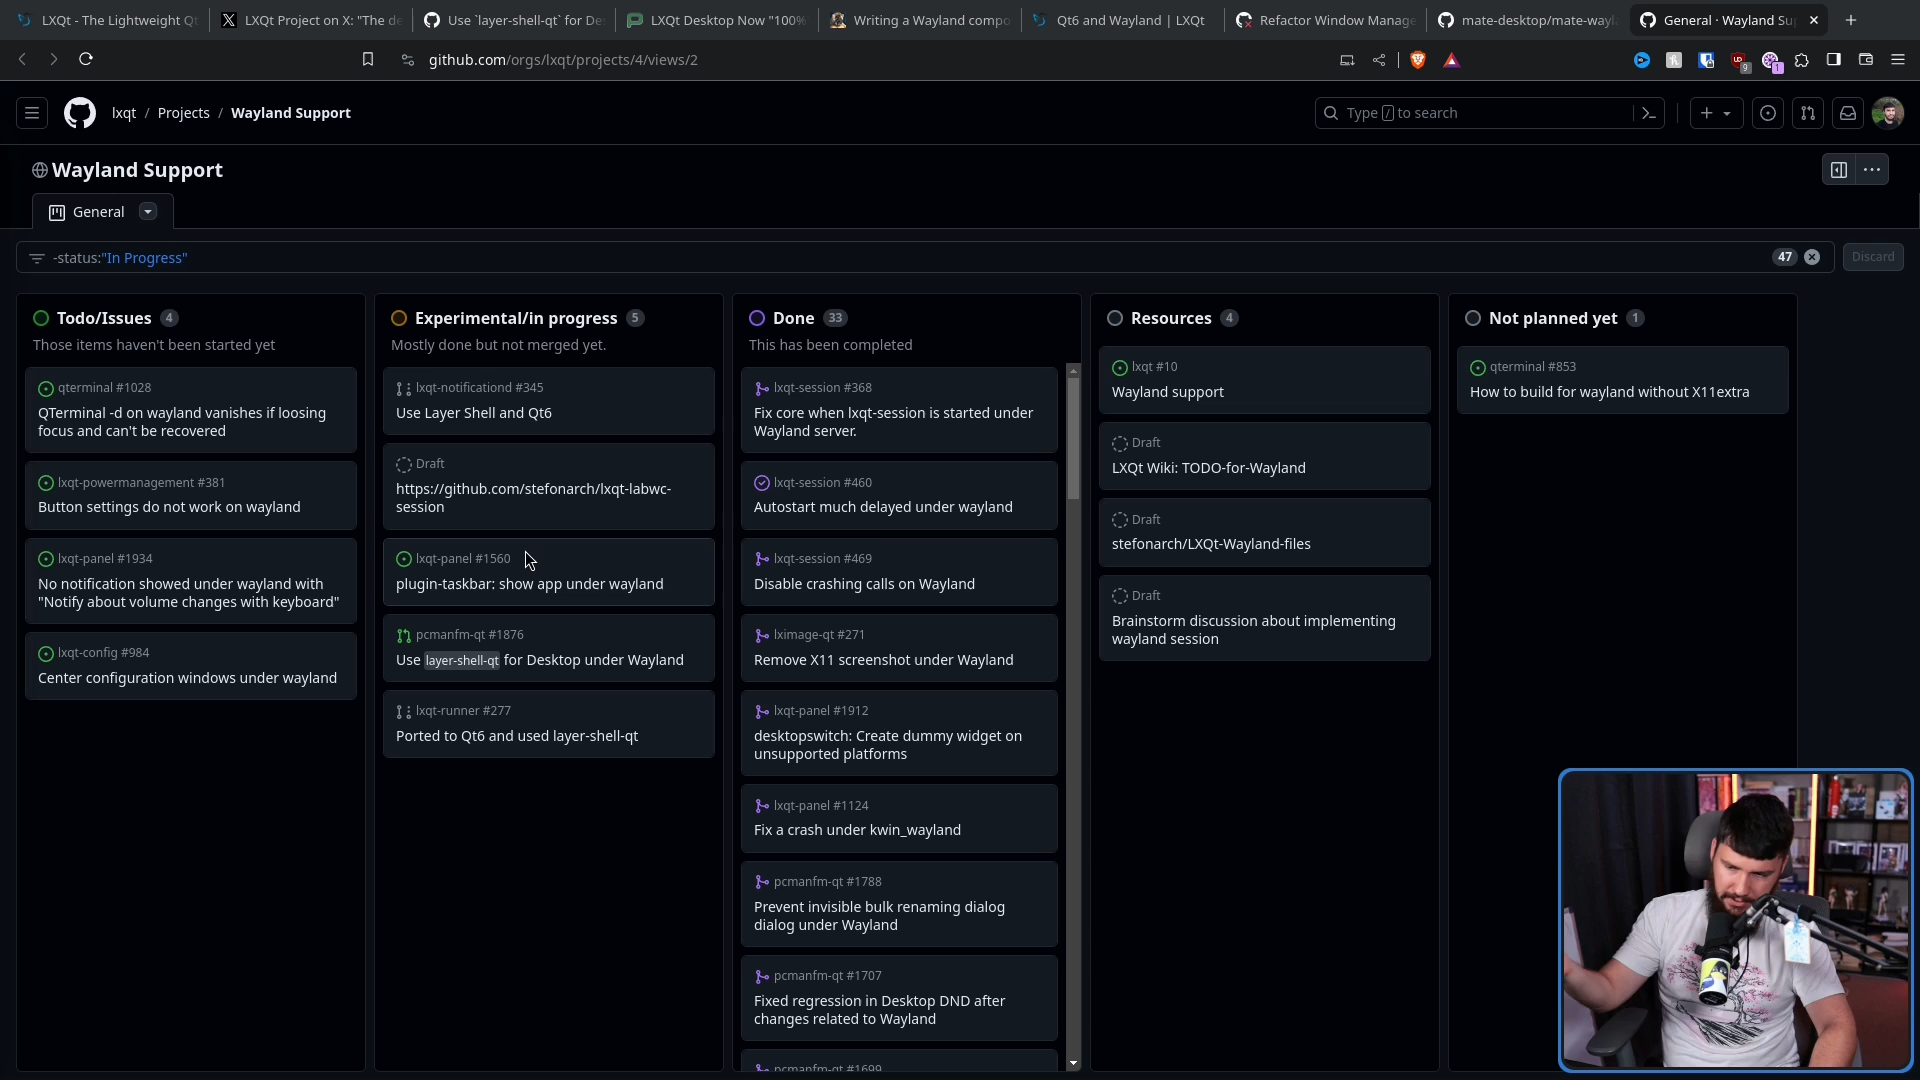 LXQt - The Lightweight Qt
LXQt Project on X: "The de
Use `layer-shell-qt` for De
LXQt Desktop Now "100%
Writing a Wayland compo
Qt6 and Wayland | LXQt
Refactor Window Manage
mate-desktop/mate-wayl
General · Wayland Sup
github.com/orgs/lxqt/projects/4/views/2
9
1
lxqt / Projects / Wayland Support
Type / to search
Wayland Support
General
-status:"In Progress"
47
Discard
Todo/Issues 4
Those items haven't been started yet
qterminal #1028
QTerminal -d on wayland vanishes if loosing
focus and can't be recovered
lxqt-powermanagement #381
Button settings do not work on wayland
lxqt-panel #1934
No notification showed under wayland with
"Notify about volume changes with keyboard"
lxqt-config #984
Center configuration windows under wayland
Experimental/in progress 5
Mostly done but not merged yet.
lxqt-notificationd #345
Use Layer Shell and Qt6
Draft
https://github.com/stefonarch/lxqt-labwc-
session
lxqt-panel #1560
plugin-taskbar: show app under wayland
pcmanfm-qt #1876
Use layer-shell-qt for Desktop under Wayland
lxqt-runner #277
Ported to Qt6 and used layer-shell-qt
Done 33
This has been completed
lxqt-session #368
Fix core when lxqt-session is started under
Wayland server.
lxqt-session #460
Autostart much delayed under wayland
lxqt-session #469
Disable crashing calls on Wayland
lximage-qt #271
Remove X11 screenshot under Wayland
lxqt-panel #1912
desktopswitch: Create dummy widget on
unsupported platforms
lxqt-panel #1124
Fix a crash under kwin_wayland
pcmanfm-qt #1788
Prevent invisible bulk renaming dialog
dialog under Wayland
pcmanfm-qt #1707
Fixed regression in Desktop DND after
changes related to Wayland
pcmanfm-qt #1699
Resources 4
lxqt #10
Wayland support
Draft
LXQt Wiki: TODO-for-Wayland
Draft
stefonarch/LXQt-Wayland-files
Draft
Brainstorm discussion about implementing
wayland session
Not planned yet 1
qterminal #853
How to build for wayland without X11extra